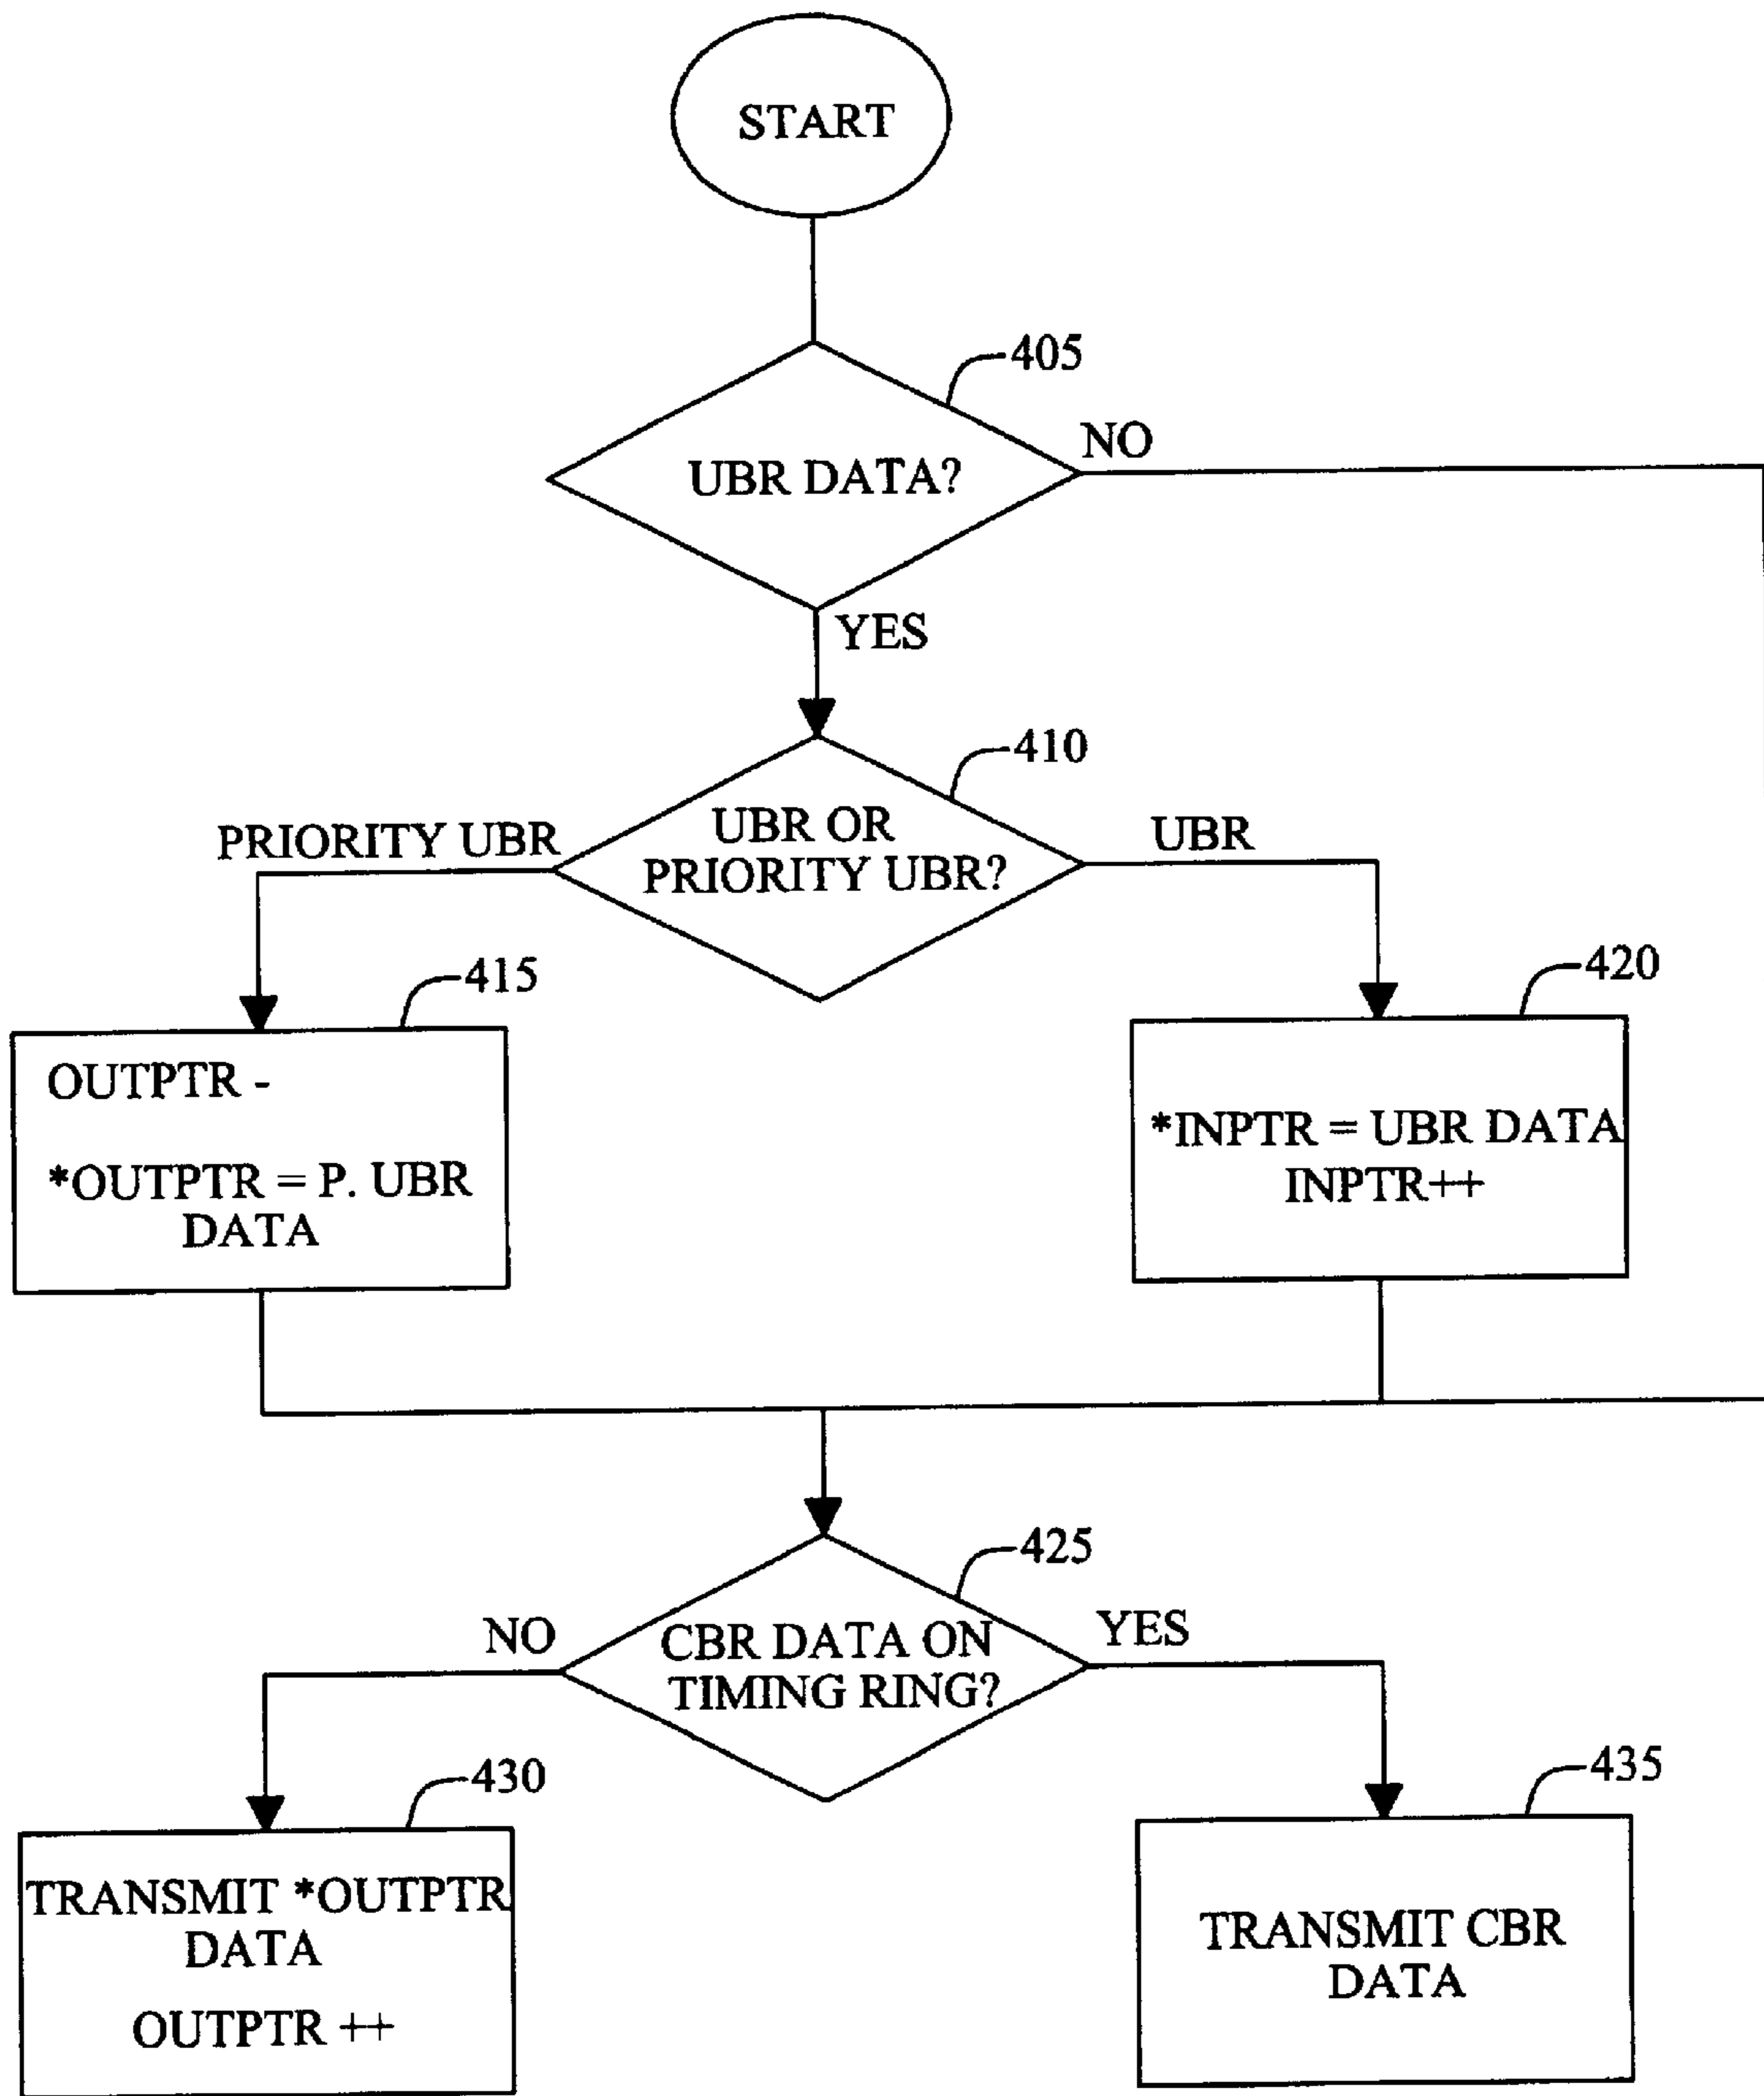 START
405
UBR DATA?
NO
YES
410
UBR OR
PRIORITY UBR?
PRIORITY UBR
UBR
415
OUTPTR -
*OUTPTR = P. UBR
DATA
420
*INPTR = UBR DATA
INPTR++
425
CBR DATA ON
TIMING RING?
NO
YES
430
TRANSMIT *OUTPTR
DATA
OUTPTR ++
435
TRANSMIT CBR
DATA